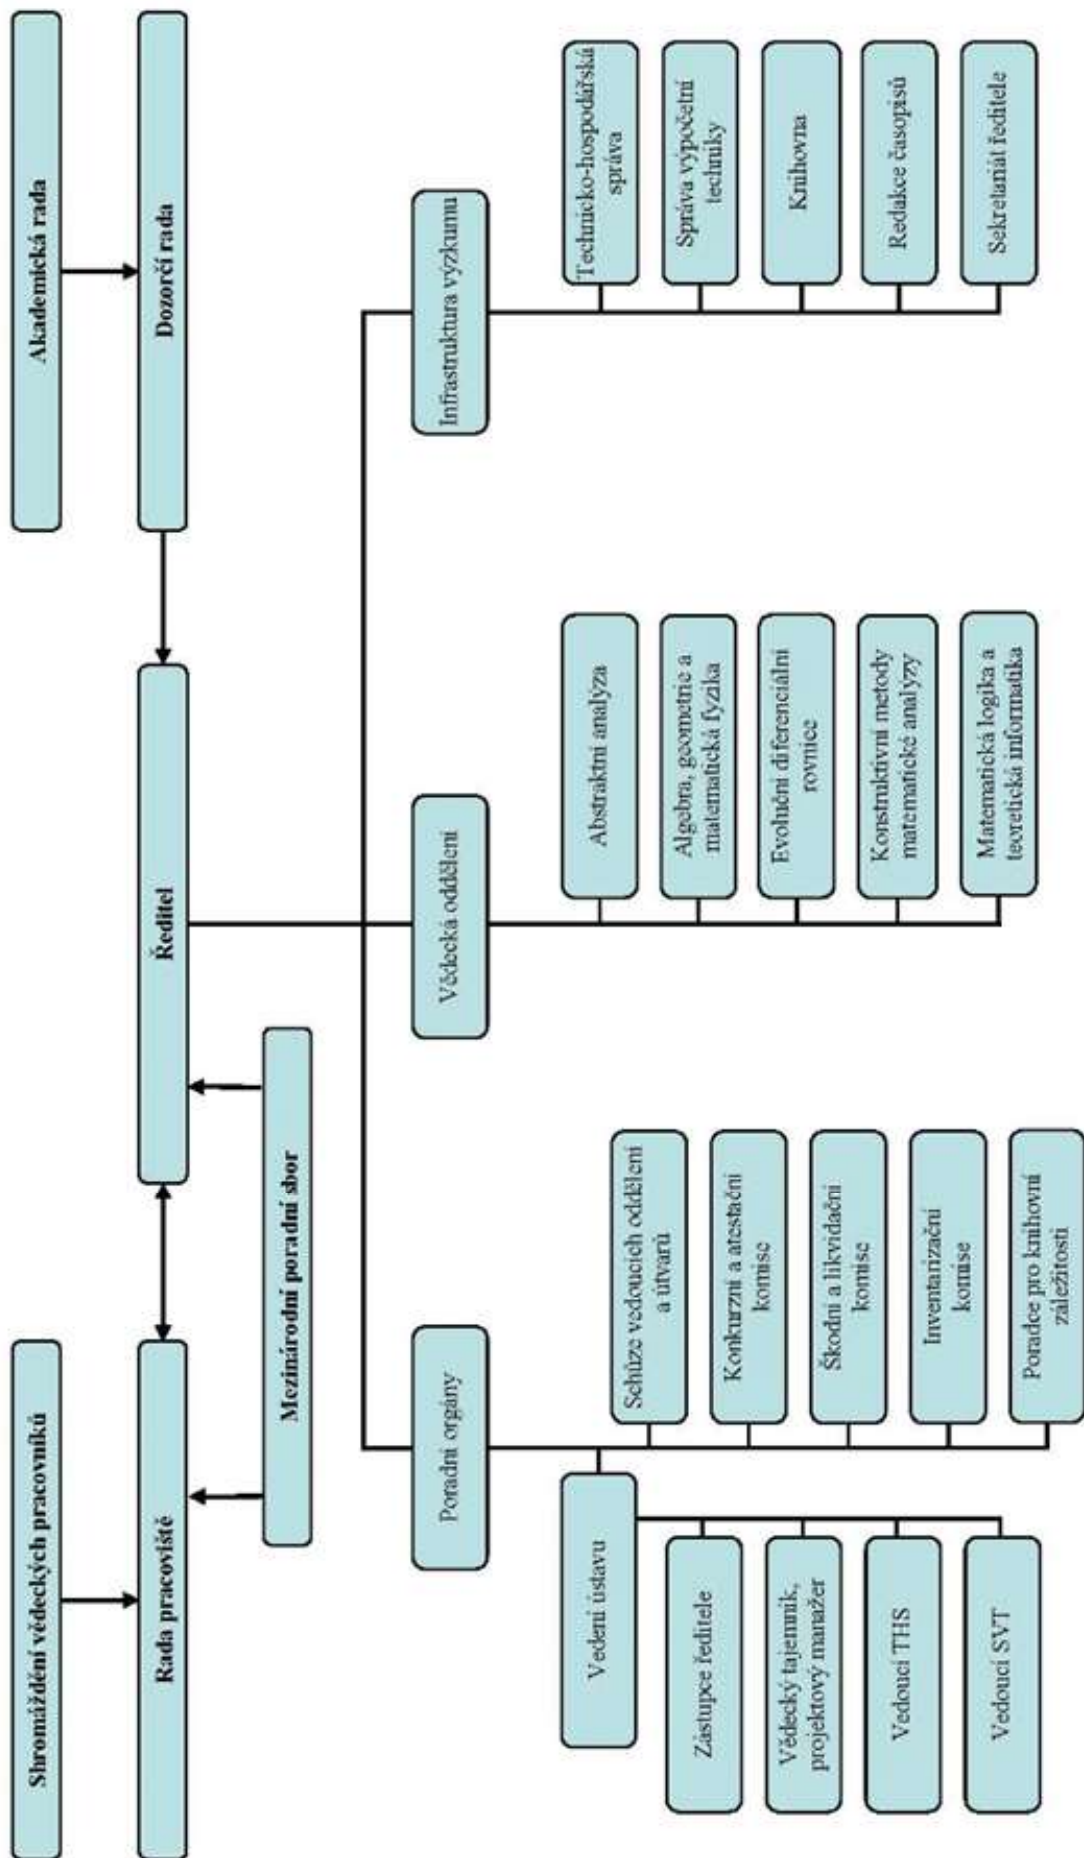 Shromáždění vědeckých pracovníků
Akademická rada
Rada pracoviště
Ředitel
Dozorčí rada
Mezinárodní poradní sbor
Poradní orgány
Vědecká oddělení
Infrastruktura výzkumu
Vedení ústavu
Zástupce ředitele
Vědecký tajemník,
projektový manažer
Vedoucí THS
Vedoucí SVT
Schůze vedoucích oddělení
a útvarů
Konkurzní a atestační
komise
Škodní a likvidační
komise
Inventarizační
komise
Poradce pro knihovní
záležitosti
Abstraktní analýza
Algebra, geometrie a
matematická fyzika
Evoluční diferenciální
rovnice
Konstruktivní metody
matematické analýzy
Matematická logika a
teoretická informatika
Technicko-hospodářská
správa
Správa výpočetní
techniky
Knihovna
Redakce časopisů
Sekretariát ředitele